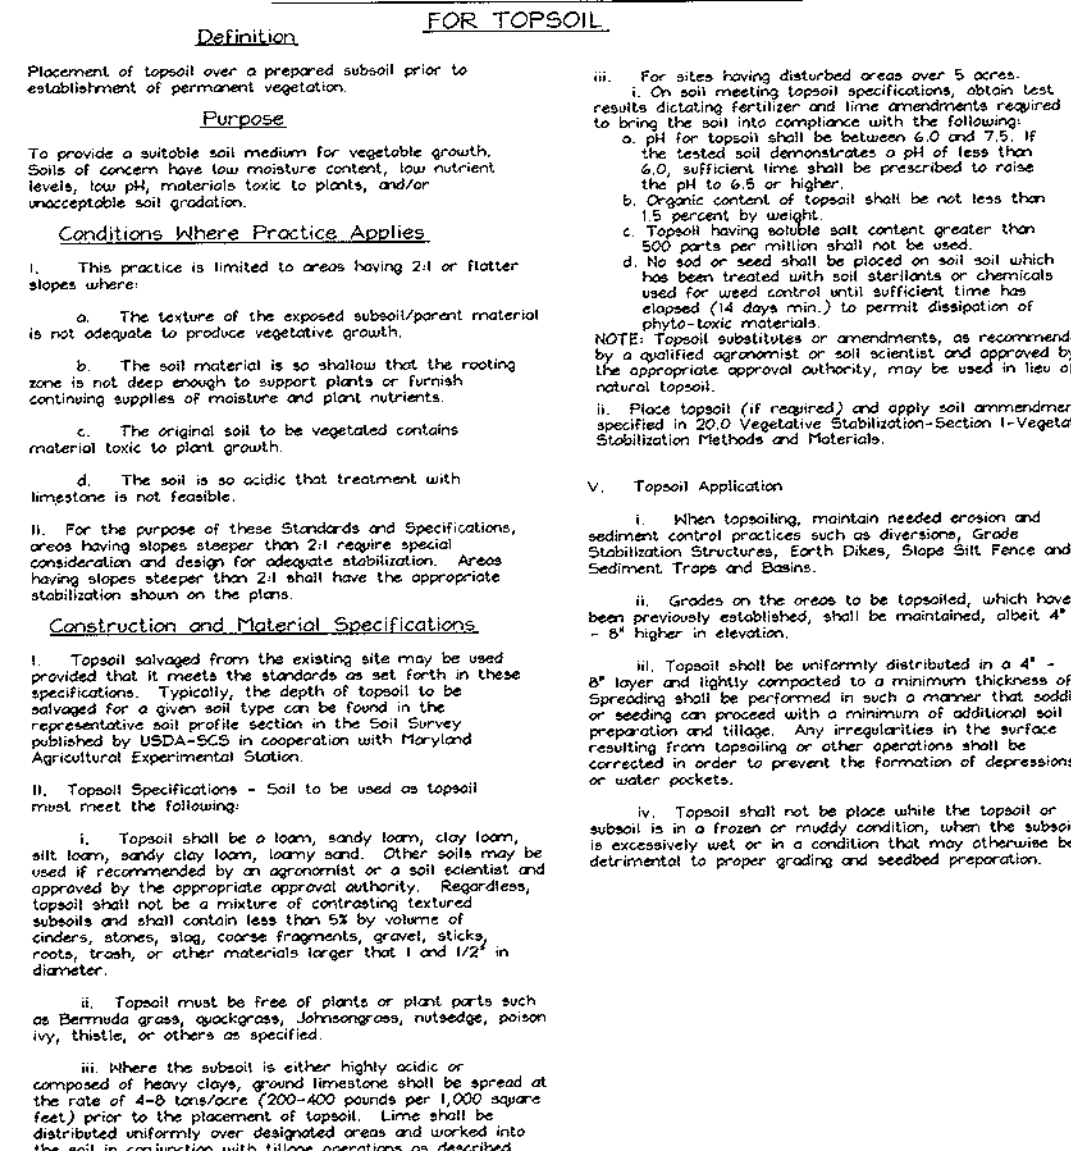 FOR TOPSOIL
Definition
Placement of topsoil over a prepared subsoil prior to
establishment of permanent vegetation.
Purpose
To provide a suitable soil medium for vegetable growth.
Soils of concern have low moisture content, low nutrient
levels, low pH, materials toxic to plants, and/or
unacceptable soil gradation.
Conditions Where Practice Applies
I. This practice is limited to areas having 2:1 or flatter
slopes where:
a. The texture of the exposed subsoil/parent material
is not adequate to produce vegetative growth.
b. The soil material is so shallow that the rooting
zone is not deep enough to support plants or furnish
continuing supplies of moisture and plant nutrients.
c. The original soil to be vegetated contains
material toxic to plant growth.
d. The soil is so acidic that treatment with
limestone is not feasible.
II. For the purpose of these Standards and Specifications,
areas having slopes steeper than 2:1 require special
consideration and design for adequate stabilization. Areas
having slopes steeper than 2:1 shall have the appropriate
stabilization shown on the plans.
Construction and Material Specifications
I. Topsoil salvaged from the existing site may be used
provided that it meets the standards as set forth in these
specifications. Typically, the depth of topsoil to be
salvaged for a given soil type can be found in the
representative soil profile section in the Soil Survey
published by USDA-SCS in cooperation with Maryland
Agricultural Experimental Station.
II. Topsoil Specifications - Soil to be used as topsoil
must meet the following:
i. Topsoil shall be a loam, sandy loam, clay loam,
silt loam, sandy clay loam, loamy sand. Other soils may be
used if recommended by an agronomist or a soil scientist and
approved by the appropriate approval authority. Regardless,
topsoil shall not be a mixture of contrasting textured
subsoils and shall contain less than 5% by volume of
cinders, stones, slag, coarse fragments, gravel, sticks,
roots, trash, or other materials larger that 1 and 1/2" in
diameter.
ii. Topsoil must be free of plants or plant parts such
as Bermuda grass, quackgrass, Johnsongrass, nutsedge, poison
ivy, thistle, or others as specified.
iii. Where the subsoil is either highly acidic or
composed of heavy clays, ground limestone shall be spread at
the rate of 4-8 tons/acre (200-400 pounds per 1,000 square
feet) prior to the placement of topsoil. Lime shall be
distributed uniformly over designated areas and worked into
the soil in conjunction with tillage operations as described
iii. For sites having disturbed areas over 5 acres.
i. On soil meeting topsoil specifications, obtain test
results dictating fertilizer and lime amendments required
to bring the soil into compliance with the following:
a. pH for topsoil shall be between 6.0 and 7.5. If
the tested soil demonstrates a pH of less than
6.0, sufficient lime shall be prescribed to raise
the pH to 6.5 or higher.
b. Organic content of topsoil shall be not less than
1.5 percent by weight.
c. Topsoil having soluble salt content greater than
500 parts per million shall not be used.
d. No sod or seed shall be placed on soil soil which
has been treated with soil sterilants or chemicals
used for weed control until sufficient time has
elapsed (14 days min.) to permit dissipation of
phyto-toxic materials.
NOTE: Topsoil substitutes or amendments, as recommend
by a qualified agronomist or soil scientist and approved by
the appropriate approval authority, may be used in lieu of
natural topsoil.
ii. Place topsoil (if required) and apply soil ammendmen
specified in 20.0 Vegetative Stabilization-Section I-Vegetat
Stabilization Methods and Materials.
V. Topsoil Application
i. When topsoiling, maintain needed erosion and
sediment control practices such as diversions, Grade
Stabilization Structures, Earth Dikes, Slope Silt Fence and
Sediment Traps and Basins.
ii. Grades on the areas to be topsoiled, which have
been previously established, shall be maintained, albeit 4"
- 8" higher in elevation.
iii. Topsoil shall be uniformly distributed in a 4" -
8" layer and lightly compacted to a minimum thickness of
Spreading shall be performed in such a manner that soddi
or seeding can proceed with a minimum of additional soil
preparation and tillage. Any irregularities in the surface
resulting from topsoiling or other operations shall be
corrected in order to prevent the formation of depressions
or water pockets.
iv. Topsoil shall not be place while the topsoil or
subsoil is in a frozen or muddy condition, when the subsoi
is excessively wet or in a condition that may otherwise be
detrimental to proper grading and seedbed preparation.